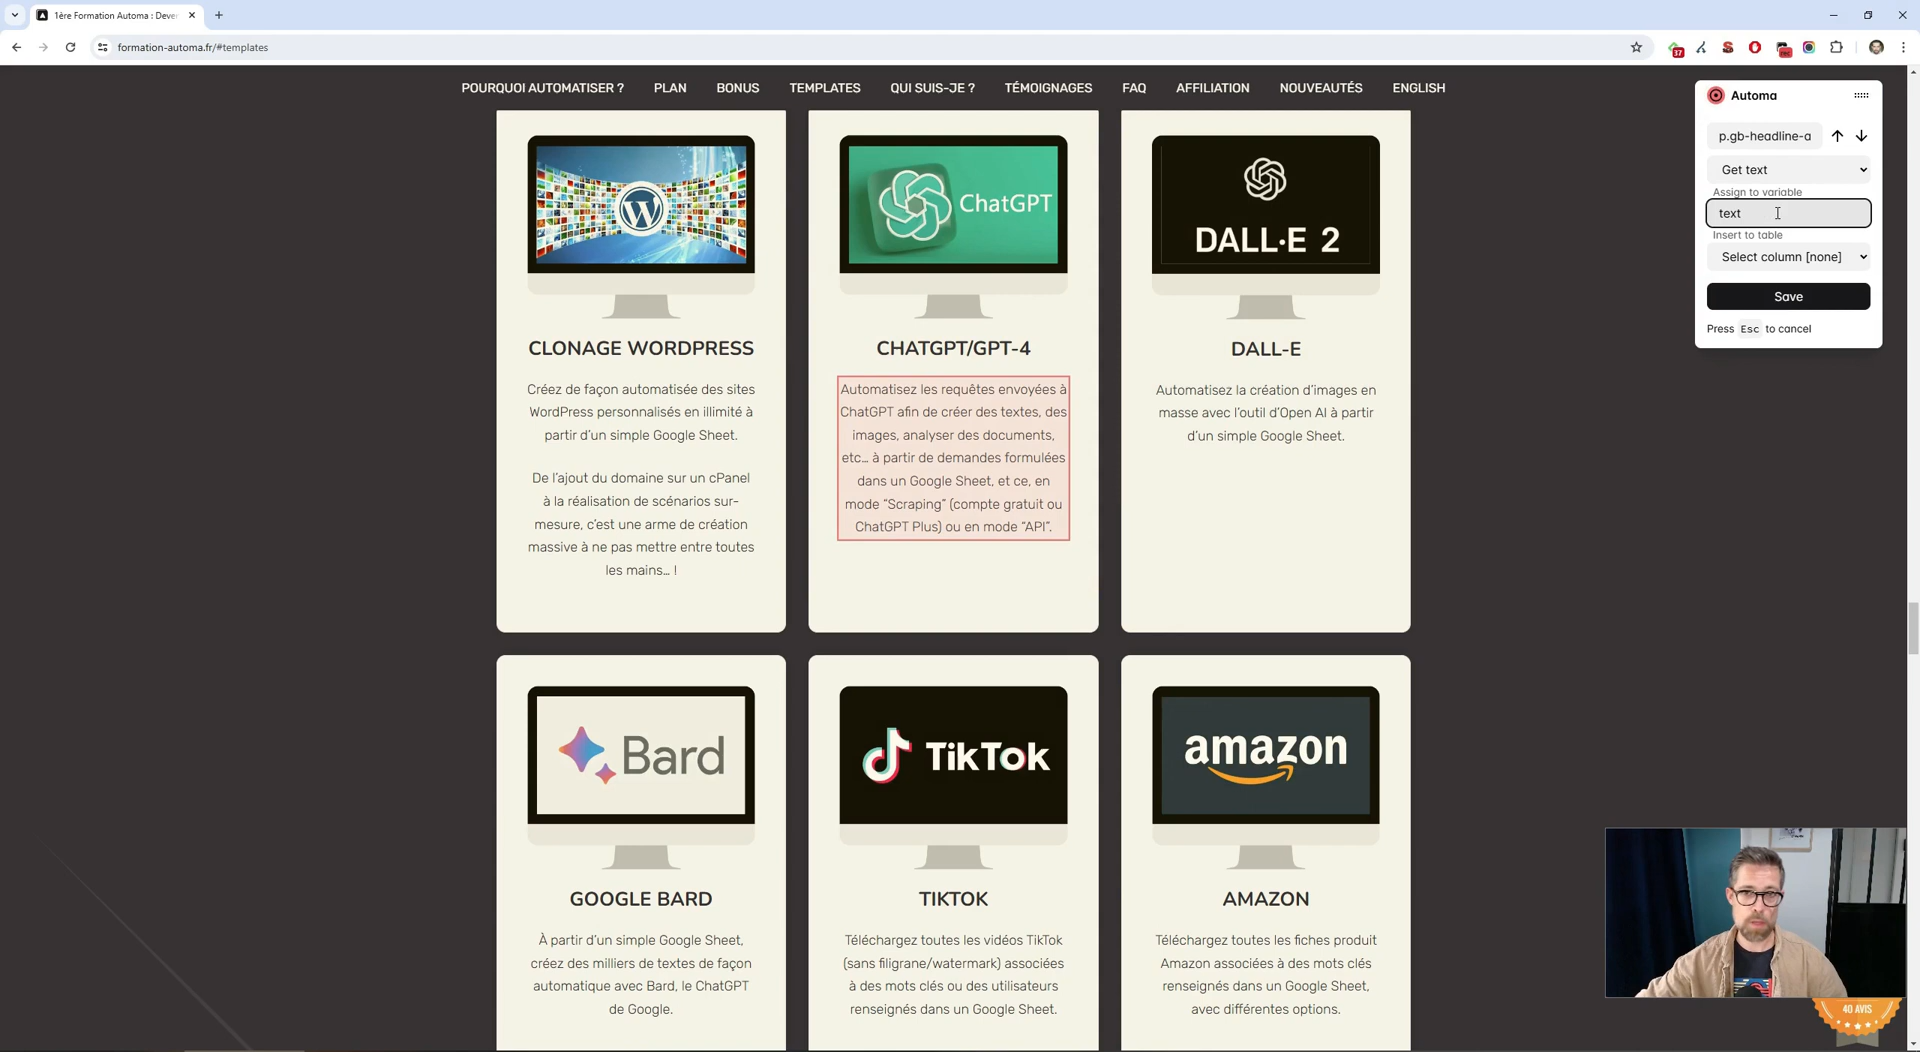 1ère Formation Automa : Deve
formation-automa.fr/#templates
37
POURQUOI AUTOMATISER ?
PLAN
BONUS
TEMPLATES
QUI SUIS-JE ?
TÉMOIGNAGES
FAQ
AFFILIATION
NOUVEAUTÉS
ENGLISH
Automa
p.gb-headline-a
Get text
Assign to variable
text
Insert to table
Select column [none]
Save
Press Esc to cancel
CLONAGE WORDPRESS
Créez de façon automatisée des sites
WordPress personnalisés en illimité à
partir d’un simple Google Sheet.
De l’ajout du domaine sur un cPanel
à la réalisation de scénarios sur-
mesure, c’est une arme de création
massive à ne pas mettre entre toutes
les mains… !
ChatGPT
CHATGPT/GPT-4
Automatisez les requêtes envoyées à
ChatGPT afin de créer des textes, des
images, analyser des documents,
etc… à partir de demandes formulées
dans un Google Sheet, et ce, en
mode “Scraping” (compte gratuit ou
ChatGPT Plus) ou en mode “API”.
DALL·E 2
DALL-E
Automatisez la création d’images en
masse avec l’outil d’Open AI à partir
d’un simple Google Sheet.
Bard
GOOGLE BARD
À partir d’un simple Google Sheet,
créez des milliers de textes de façon
automatique avec Bard, le ChatGPT
de Google.
TikTok
TIKTOK
Téléchargez toutes les vidéos TikTok
(sans filigrane/watermark) associées
à des mots clés ou des utilisateurs
renseignés dans un Google Sheet.
amazon
AMAZON
Téléchargez toutes les fiches produit
Amazon associées à des mots clés
renseignés dans un Google Sheet,
avec différentes options.
40 AVIS